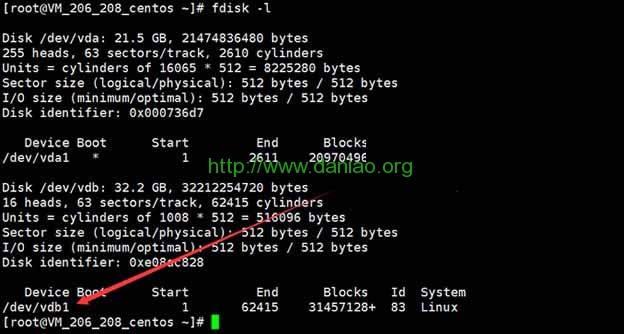 [root@VM_206_208_centos ~]# fdisk -l
Disk /dev/vda: 21.5 GB, 21474836480 bytes
255 heads, 63 sectors/track, 2610 cylinders
Units = cylinders of 16065 * 512 = 8225280 bytes
Sector size (logical/physical): 512 bytes / 512 bytes
I/O size (minimum/optimal): 512 bytes / 512 bytes
Disk identifier: 0x000736d7
Device Boot Start End Blocks
/dev/vda1 * 1 2611 20970496
http://www.daniao.org
Disk /dev/vdb: 32.2 GB, 32212254720 bytes
16 heads, 63 sectors/track, 62415 cylinders
Units = cylinders of 1008 * 512 = 516096 bytes
Sector size (logical/physical): 512 bytes / 512 bytes
I/O size (minimum/optimal): 512 bytes / 512 bytes
Disk identifier: 0xe08ac828
Device Boot Start End Blocks Id System
/dev/vdb1 1 62415 31457128+ 83 Linux
[root@VM_206_208_centos ~]#